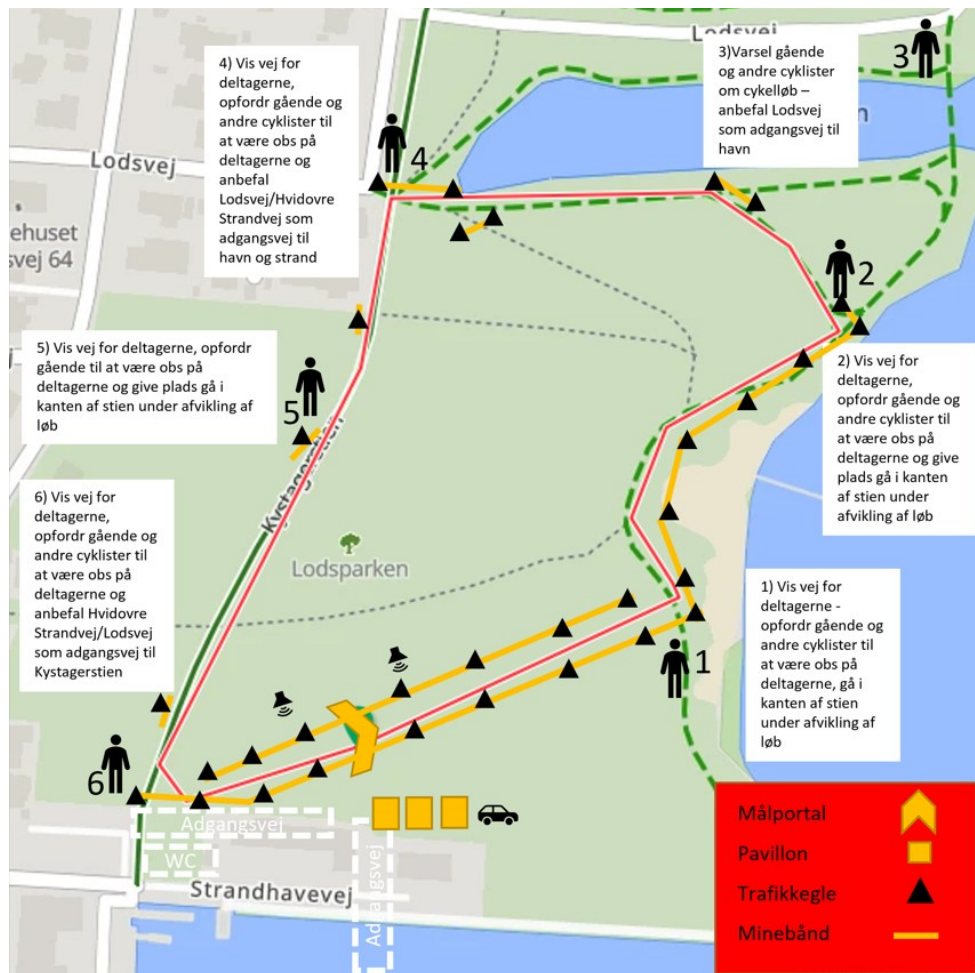 Lodsvej
3
4) Vis vej for
deltagerne,
opfordr gående og
andre cyklister til
at være obs på
deltagerne og
anbefal
Lodsvej/Hvidovre
Strandvej som
adgangsvej til
havn og strand
3)Varsel gående
og andre cyklister
om cykelløb –
anbefal Lodsvej
som adgangsvej til
havn
4
Lodsvej
ehuset
svej 64
2
5) Vis vej for deltagerne, opfordr
gående til at være obs på
deltagerne og give plads gå i
kanten af stien under afvikling af
løb
5
2) Vis vej for
deltagerne,
opfordr gående og
andre cyklister til
at være obs på
deltagerne og give
plads gå i kanten
af stien under
afvikling af løb
Kystagerstien
6) Vis vej for
deltagerne,
opfordr gående og
andre cyklister til
at være obs på
deltagerne og
anbefal Hvidovre
Strandvej/Lodsvej
som adgangsvej til
Kystagerstien
Lodsparken
1) Vis vej for
deltagerne -
opfordr gående og
andre cyklister til
at være obs på
deltagerne, gå i
kanten af stien
under afvikling af
løb
1
6
Adgangsvej
WC
Adgangsvej
Strandhavevej
Målportal
Pavillon
Trafikkegle
Minebånd